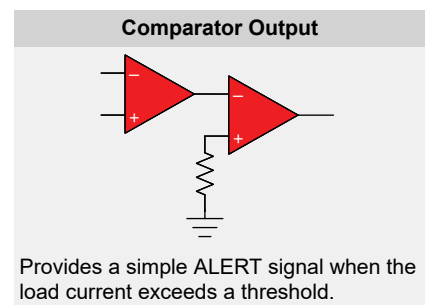 Comparator Output
−
+
−
+
Provides a simple ALERT signal when the
load current exceeds a threshold.